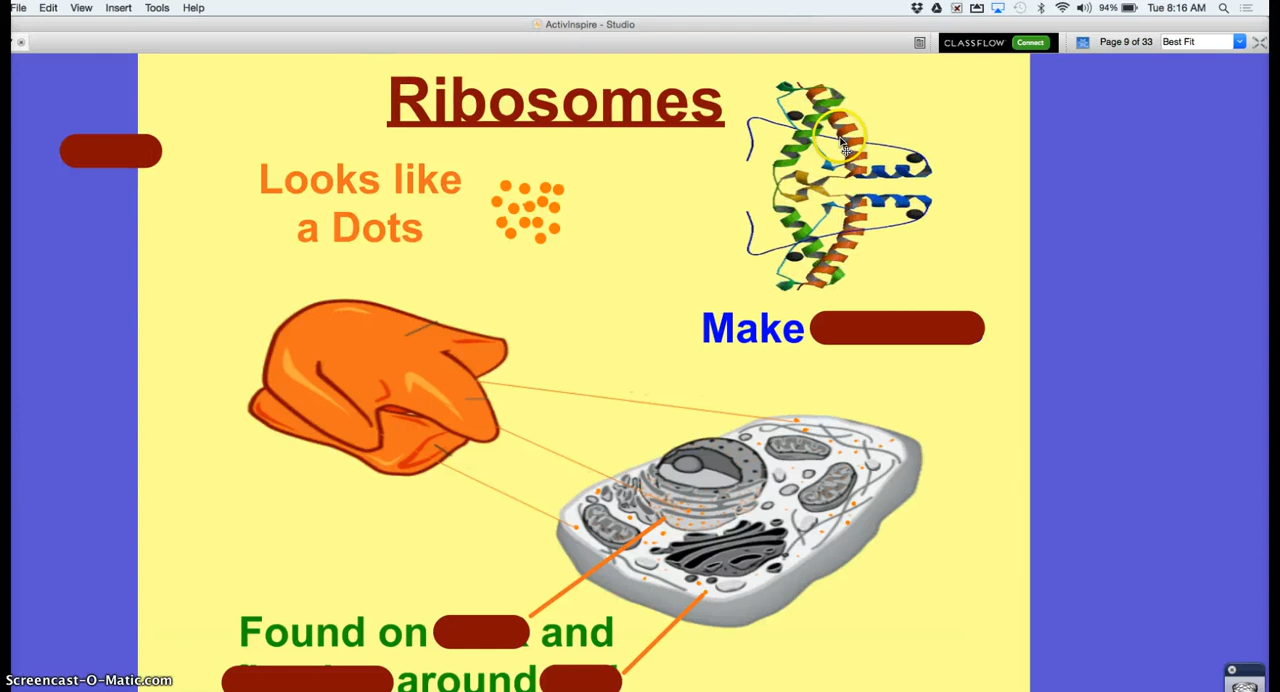 File Edit View Insert Tools Help
94% Tue 8:16 AM
ActivInspire - Studio
CLASSFLOW Connect Page 9 of 33 Best Fit
Ribosomes
Looks like
a Dots
Make
Found on and
around
Screencast-O-Matic.com